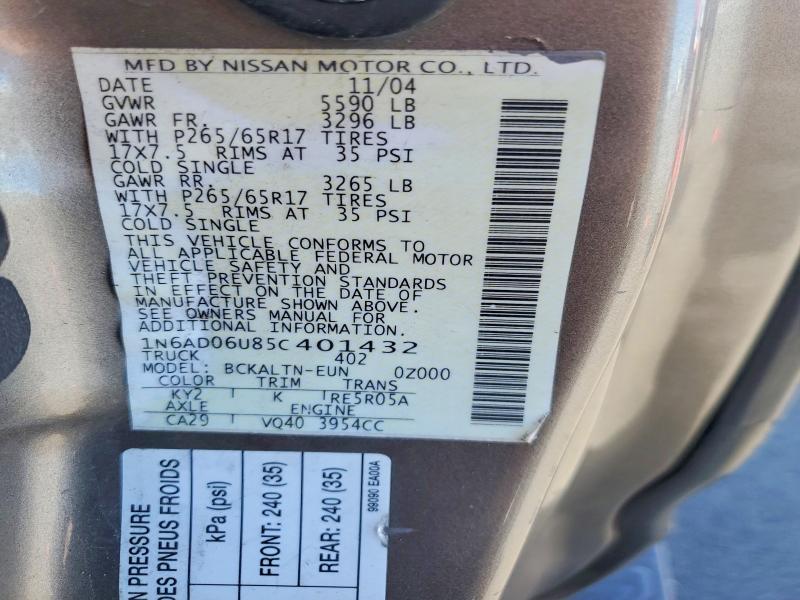 MFD BY NISSAN MOTOR CO., LTD.
DATE 11/04
GVWR 5590 LB
GAWR FR. 3296 LB
WITH P265/65R17 TIRES
17X7.5 RIMS AT 35 PSI
COLD SINGLE
GAWR RR. 3265 LB
WITH P265/65R17 TIRES
17X7.5 RIMS AT 35 PSI
COLD SINGLE
THIS VEHICLE CONFORMS TO
ALL APPLICABLE FEDERAL MOTOR
VEHICLE SAFETY AND
THEFT PREVENTION STANDARDS
IN EFFECT ON THE DATE OF
MANUFACTURE SHOWN ABOVE.
SEE OWNERS MANUAL FOR
ADDITIONAL INFORMATION.
1N6AD06U85C401432
TRUCK 402
MODEL: BCKALTN-EUN 0Z000
COLOR TRIM TRANS
KY2 K RE5R05A
AXLE ENGINE
CA29 VQ40 3954CC
N PRESSURE
DES PNEUS FROIDS
kPa (psi)
FRONT: 240 (35)
REAR: 240 (35)
99090 EA00A